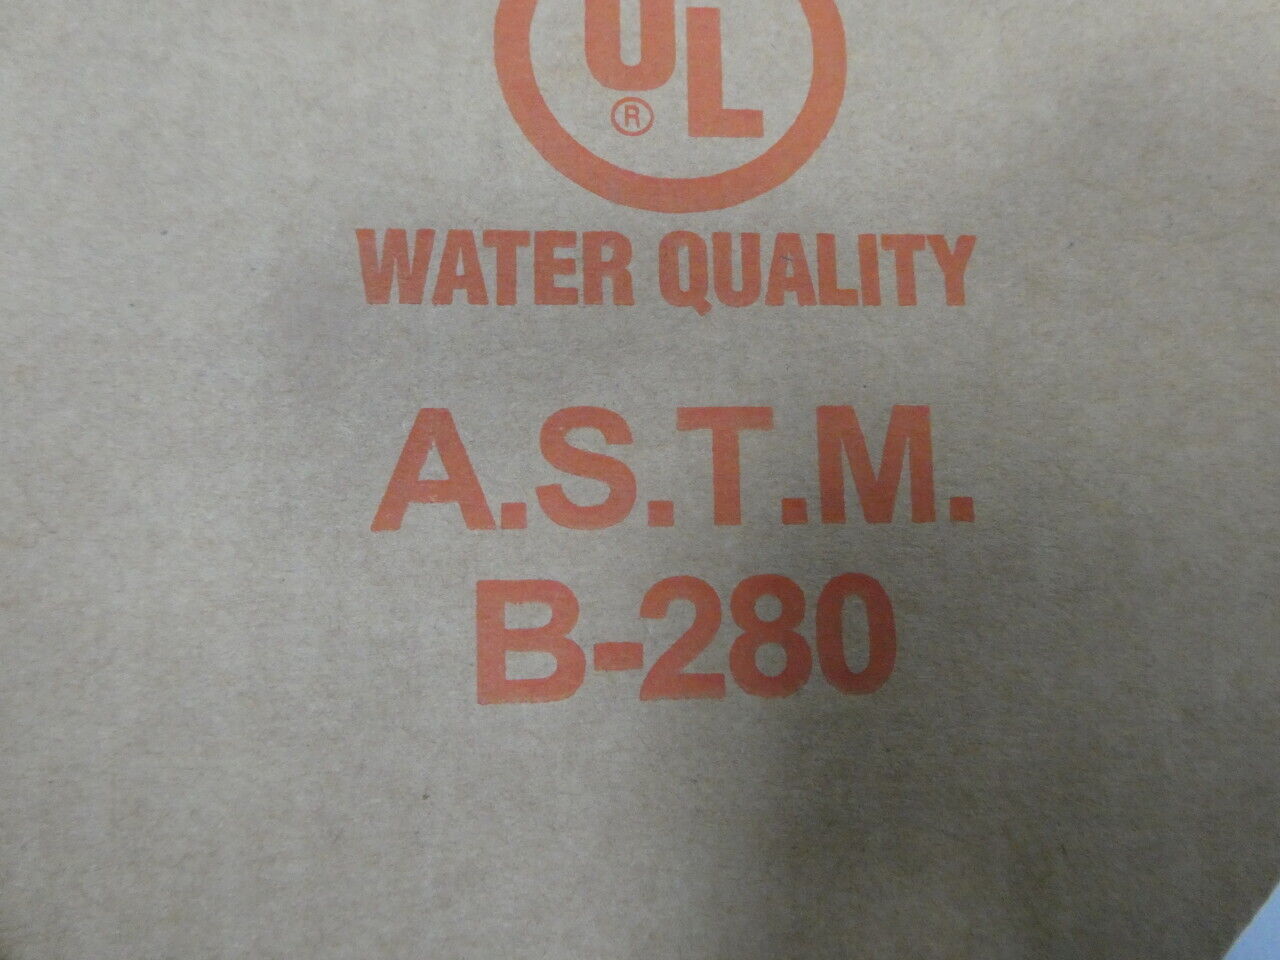 UL
®
WATER QUALITY
A.S.T.M.
B-280